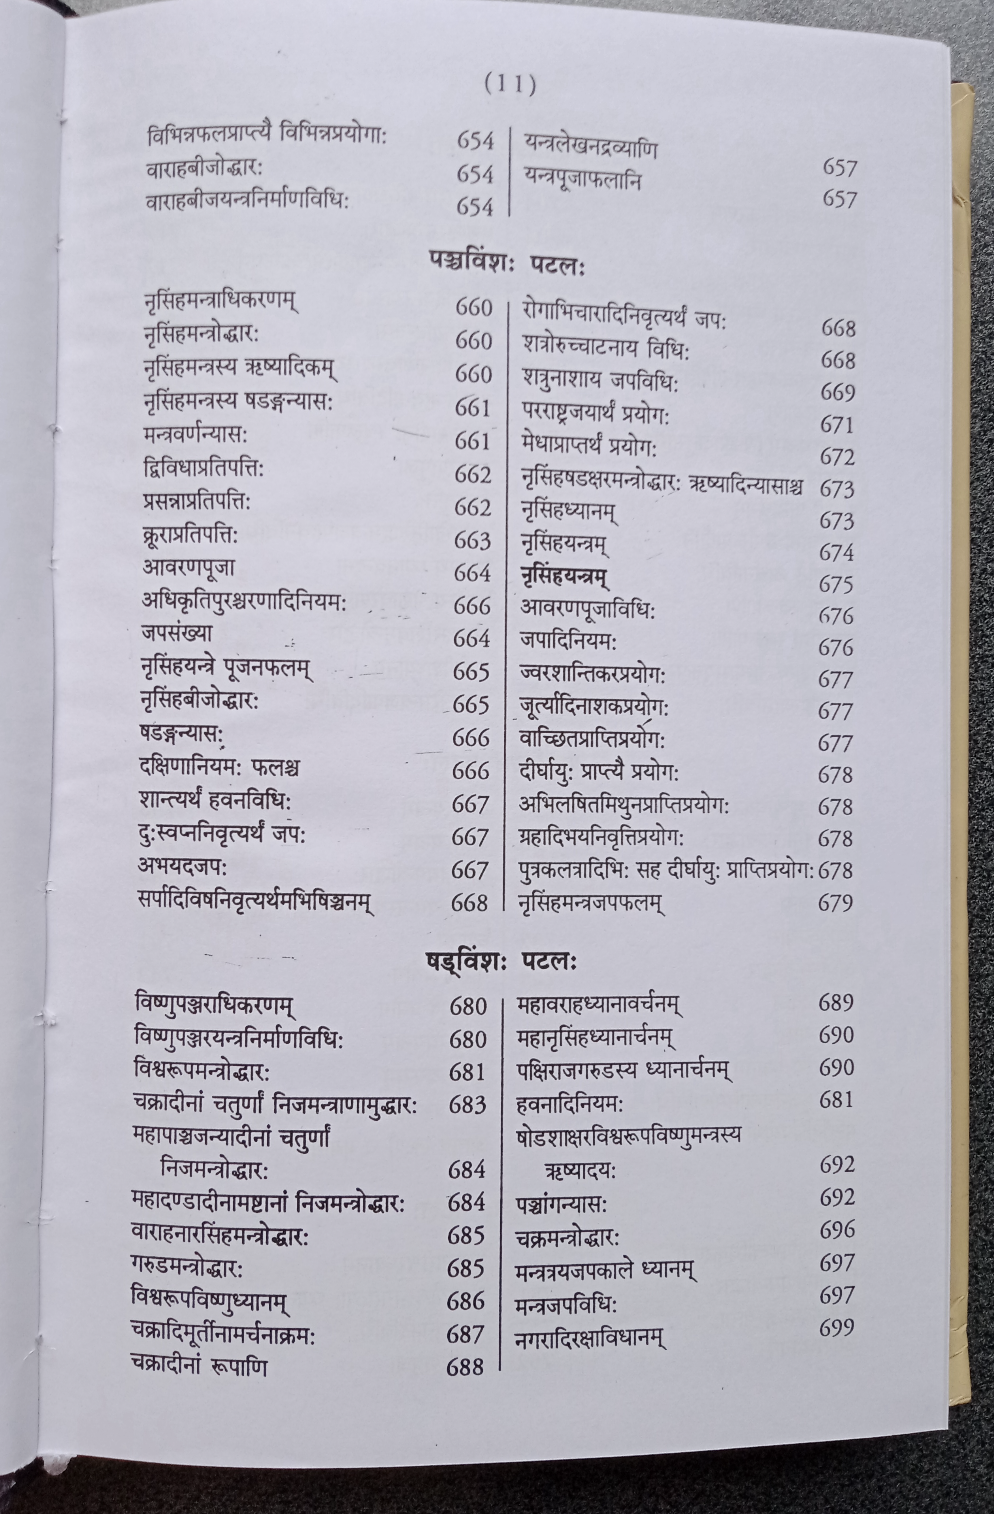 (11)
विभिन्नफलप्राप्त्यै विभिन्नप्रयोगाः 654
वाराहबीजोद्धारः 654
वाराहबीजयन्त्रनिर्माणविधिः 654
यन्त्रलेखनद्रव्याणि 657
यन्त्रपूजाफलानि 657
पञ्चविंशः पटलः
नृसिंहमन्त्राधिकरणम् 660
नृसिंहमन्त्रोद्धारः 660
नृसिंहमन्त्रस्य ऋष्यादिकम् 660
नृसिंहमन्त्रस्य षडङ्गन्यासः 661
मन्त्रवर्णन्यासः 661
द्विविधाप्रतिपत्तिः 662
प्रसन्नाप्रतिपत्तिः 662
क्रूराप्रतिपत्तिः 663
आवरणपूजा 664
अधिकृतिपुरश्चरणादिनियमः 666
जपसंख्या 664
नृसिंहयन्त्रे पूजनफलम् 665
नृसिंहबीजोद्धारः 665
षडङ्गन्यासः 666
दक्षिणानियमः फलश्च 666
शान्त्यर्थं हवनविधिः 667
दुःस्वप्ननिवृत्यर्थं जपः 667
अभयदजपः 667
सर्पादिविषनिवृत्यर्थमभिषिञ्चनम् 668
रोगाभिचारादिनिवृत्यर्थं जपः 668
शत्रोरुच्चाटनाय विधिः 668
शत्रुनाशाय जपविधिः 669
परराष्ट्रजयार्थं प्रयोगः 671
मेधाप्राप्तर्थं प्रयोगः 672
नृसिंहषडक्षरमन्त्रोद्धारः ऋष्यादिन्यासाश्च 673
नृसिंहध्यानम् 673
नृसिंहयन्त्रम् 674
नृसिंहयन्त्रम् 675
आवरणपूजाविधिः 676
जपादिनियमः 676
ज्वरशान्तिकरप्रयोगः 677
जूर्त्यादिनाशकप्रयोगः 677
वाच्छितप्राप्तिप्रयोगः 677
दीर्घायुः प्राप्त्यै प्रयोगः 678
अभिलषितमिथुनप्राप्तिप्रयोगः 678
ग्रहादिभयनिवृत्तिप्रयोगः 678
पुत्रकलत्रादिभिः सह दीर्घायुः प्राप्तिप्रयोगः 678
नृसिंहमन्त्रजपफलम् 679
षड्विंशः पटलः
विष्णुपञ्जराधिकरणम् 680
विष्णुपञ्जरयन्त्रनिर्माणविधिः 680
विश्वरूपमन्त्रोद्धारः 681
चक्रादीनां चतुर्णां निजमन्त्राणामुद्धारः 683
महापाञ्चजन्यादीनां चतुर्णां
निजमन्त्रोद्धारः 684
महादण्डादीनामष्टानां निजमन्त्रोद्धारः 684
वाराहनारसिंहमन्त्रोद्धारः 685
गरुडमन्त्रोद्धारः 685
विश्वरूपविष्णुध्यानम् 686
चक्रादिमूर्तीनामर्चनाक्रमः 687
चक्रादीनां रूपाणि 688
महावराहध्यानावर्चनम् 689
महानृसिंहध्यानार्चनम् 690
पक्षिराजगरुडस्य ध्यानार्चनम् 690
हवनादिनियमः 681
षोडशाक्षरविश्वरूपविष्णुमन्त्रस्य
ऋष्यादयः 692
पञ्चांगन्यासः 692
चक्रमन्त्रोद्धारः 696
मन्त्रत्रयजपकाले ध्यानम् 697
मन्त्रजपविधिः 697
नगरादिरक्षाविधानम् 699